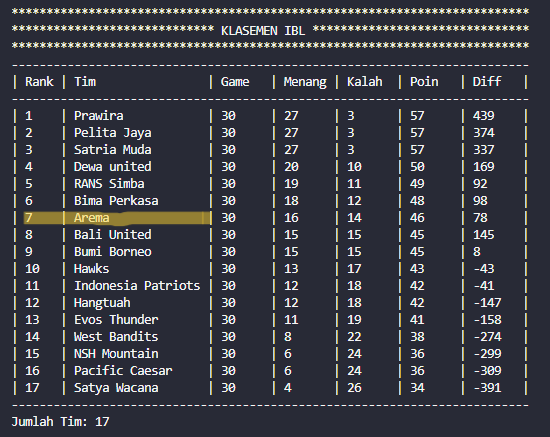 **************************************************************************
***************************** KLASEMEN IBL *******************************
**************************************************************************
--------------------------------------------------------------------------
| Rank | Tim | Game | Menang | Kalah | Poin | Diff |
--------------------------------------------------------------------------
| 1 | Prawira | 30 | 27 | 3 | 57 | 439 |
| 2 | Pelita Jaya | 30 | 27 | 3 | 57 | 374 |
| 3 | Satria Muda | 30 | 27 | 3 | 57 | 337 |
| 4 | Dewa united | 30 | 20 | 10 | 50 | 169 |
| 5 | RANS Simba | 30 | 19 | 11 | 49 | 92 |
| 6 | Bima Perkasa | 30 | 18 | 12 | 48 | 98 |
| 7 | Arema | 30 | 16 | 14 | 46 | 78 |
| 8 | Bali United | 30 | 15 | 15 | 45 | 145 |
| 9 | Bumi Borneo | 30 | 15 | 15 | 45 | 8 |
| 10 | Hawks | 30 | 13 | 17 | 43 | -43 |
| 11 | Indonesia Patriots | 30 | 12 | 18 | 42 | -41 |
| 12 | Hangtuah | 30 | 12 | 18 | 42 | -147 |
| 13 | Evos Thunder | 30 | 11 | 19 | 41 | -158 |
| 14 | West Bandits | 30 | 8 | 22 | 38 | -274 |
| 15 | NSH Mountain | 30 | 6 | 24 | 36 | -299 |
| 16 | Pacific Caesar | 30 | 6 | 24 | 36 | -309 |
| 17 | Satya Wacana | 30 | 4 | 26 | 34 | -391 |
--------------------------------------------------------------------------
Jumlah Tim: 17